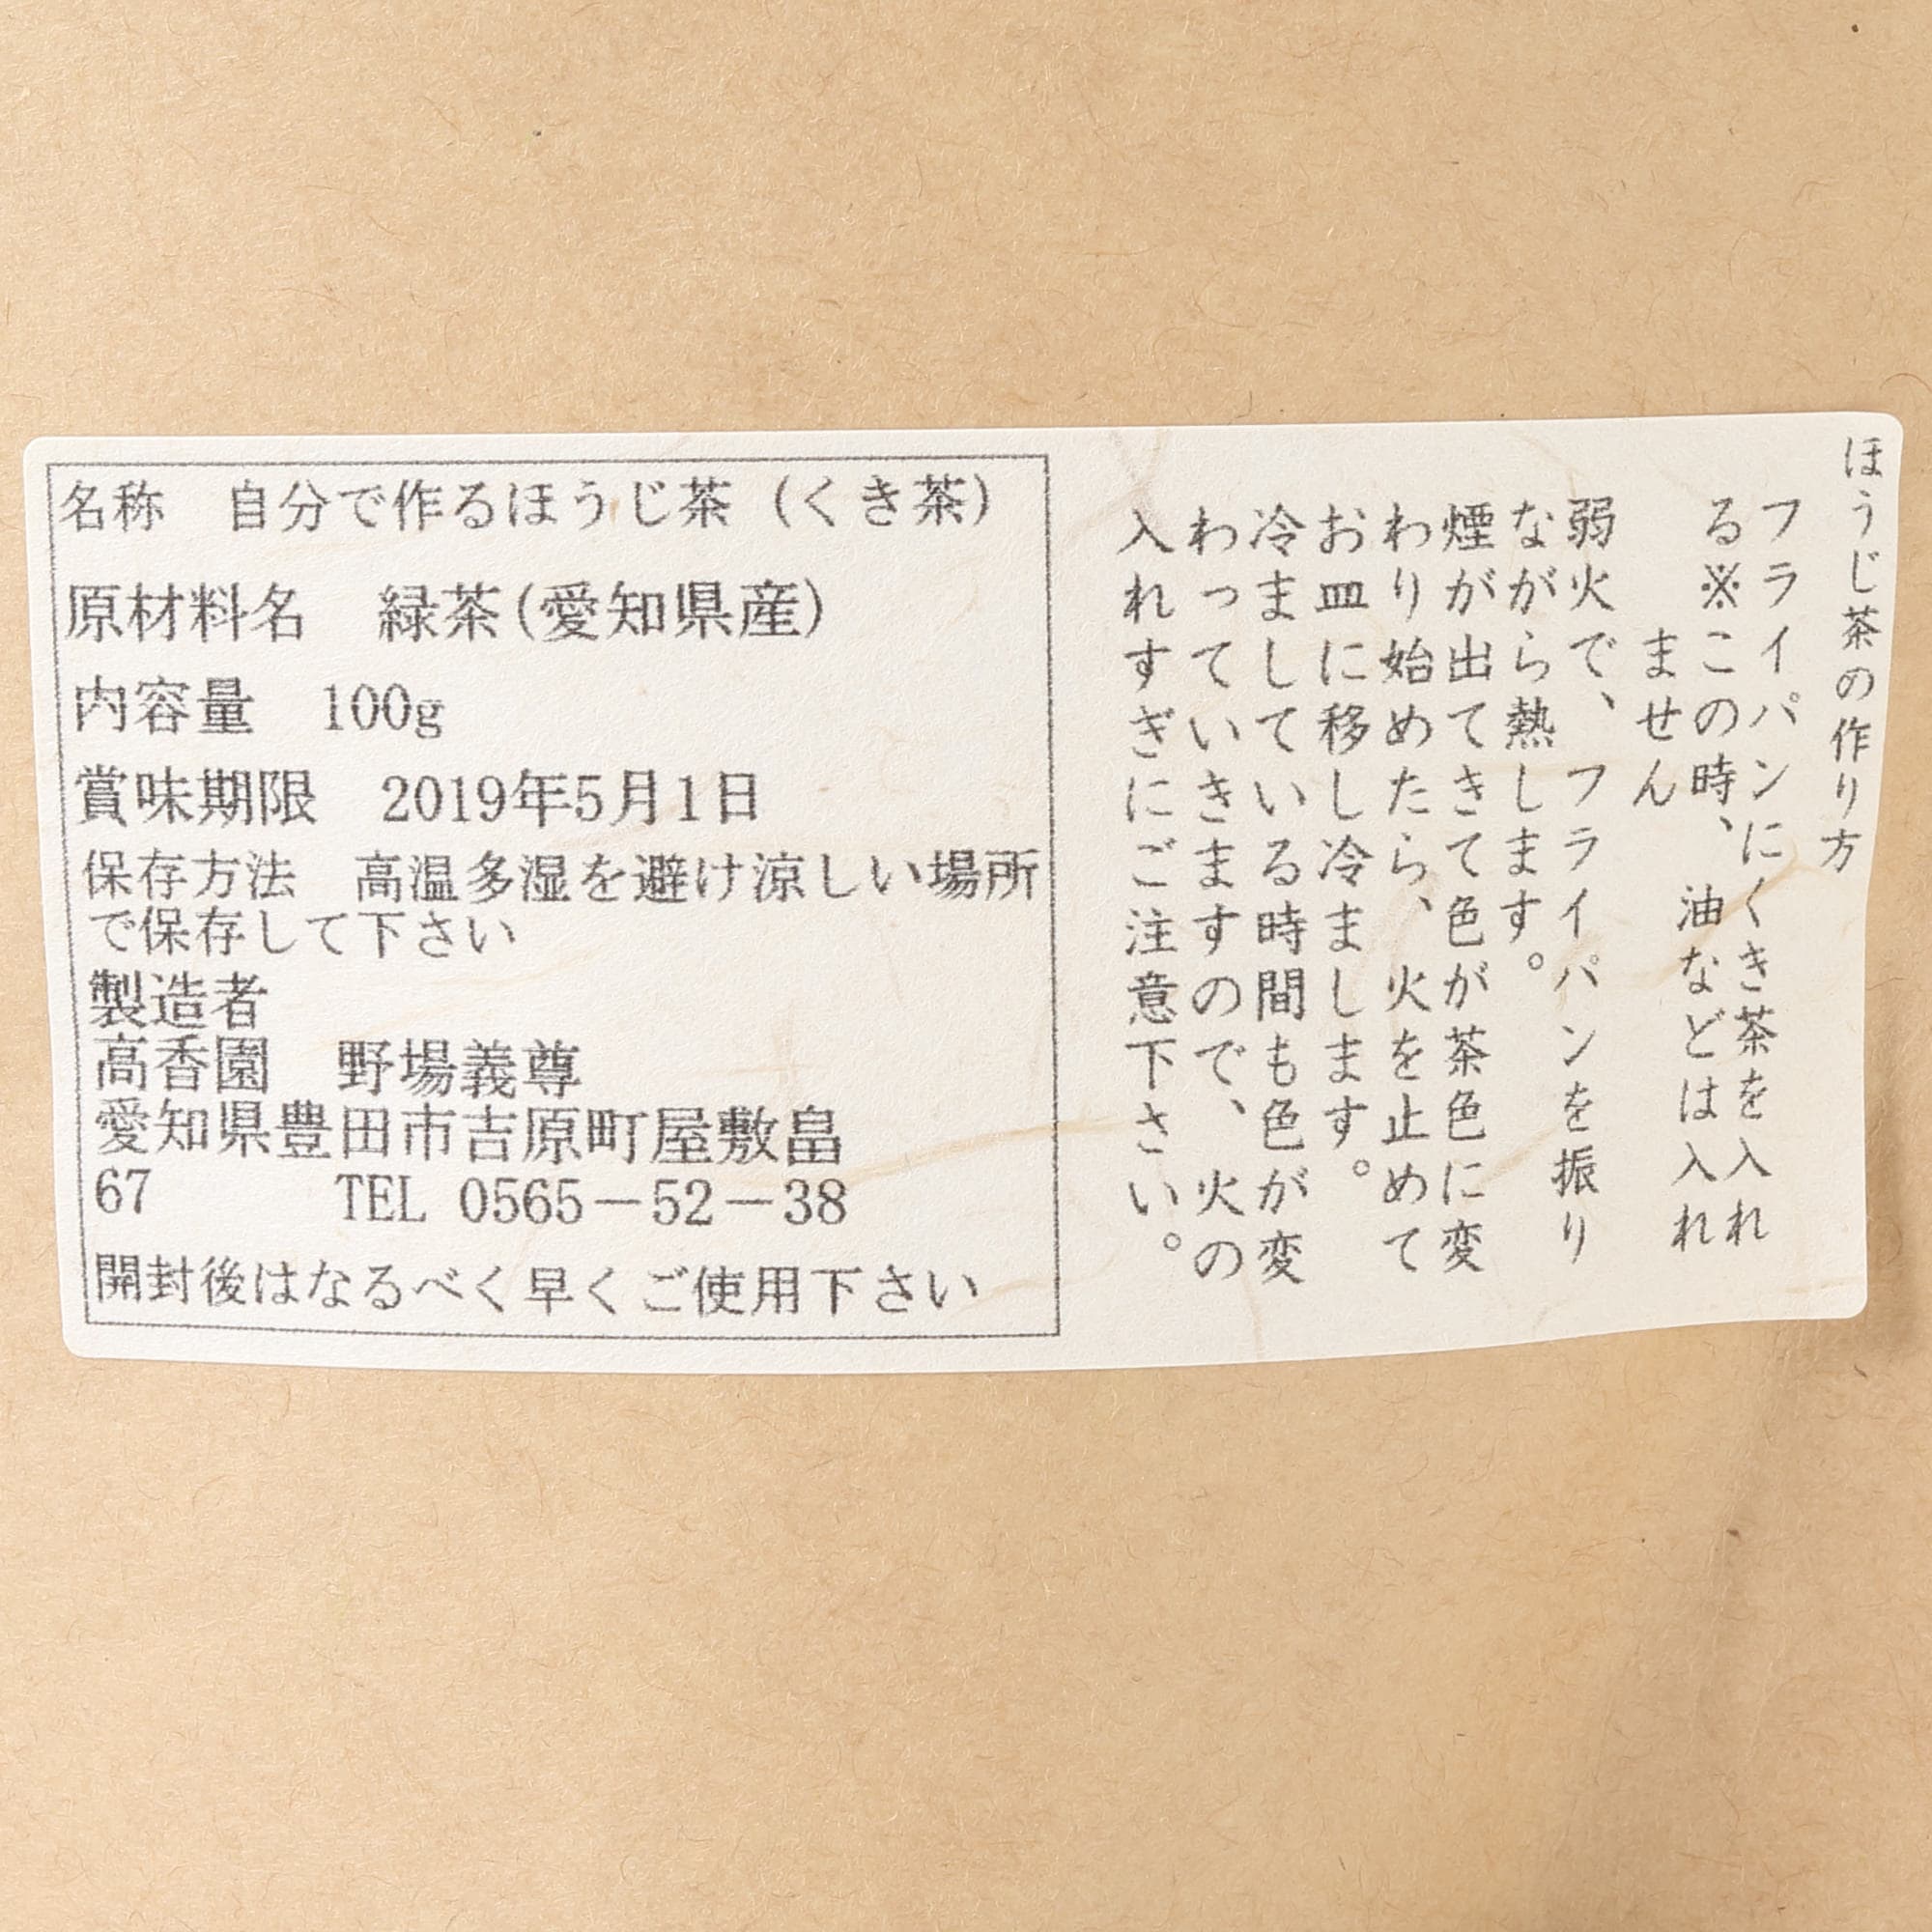 名称　自分で作るほうじ茶（くき茶）
原材料名　緑茶(愛知県産)
内容量　100g
賞味期限　2019年5月1日
保存方法　高温多湿を避け涼しい場所
で保存して下さい
製造者
高香園　野場義尊
愛知県豊田市吉原町屋敷畠
67　　　TEL 0565－52－38
開封後はなるべく早くご使用下さい
ほうじ茶の作り方
フライパンにくき茶を入れ
る※この時、油などは入れ
ません
弱火で、フライパンを振り
ながら熱します。
煙が出てきて色が茶色に変
わり始めたら、火を止めて
お皿に移し冷まします。
冷ましている時間も色が変
わっていきますので、火の
入れすぎにご注意下さい。